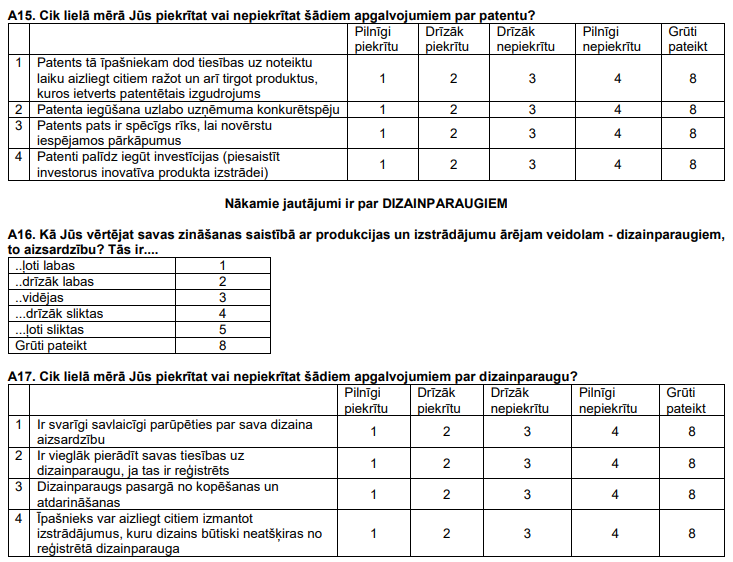 A15. Cik lielā mērā Jūs piekrītat vai nepiekrītat šādiem apgalvojumiem par patentu?
Pilnīgi piekrītu Drīzāk piekrītu Drīzāk nepiekrītu Pilnīgi nepiekrītu Grūti pateikt
1 Patents tā īpašniekam dod tiesības uz noteiktu
laiku aizliegt citiem ražot un arī tirgot produktus,
kuros ietverts patentētais izgudrojums
1 2 3 4 8
2 Patenta iegūšana uzlabo uzņēmuma konkurētspēju 1 2 3 4 8
3 Patents pats ir spēcīgs rīks, lai novērstu
iespējamos pārkāpumus
1 2 3 4 8
4 Patenti palīdz iegūt investīcijas (piesaistīt
investorus inovatīva produkta izstrādei)
1 2 3 4 8
Nākamie jautājumi ir par DIZAINPARAUGIEM
A16. Kā Jūs vērtējat savas zināšanas saistībā ar produkcijas un izstrādājumu ārējam veidolam - dizainparaugiem,
to aizsardzību? Tās ir....
..ļoti labas 1
..drīzāk labas 2
..vidējas 3
...drīzāk sliktas 4
...ļoti sliktas 5
Grūti pateikt 8
A17. Cik lielā mērā Jūs piekrītat vai nepiekrītat šādiem apgalvojumiem par dizainparaugu?
Pilnīgi piekrītu Drīzāk piekrītu Drīzāk nepiekrītu Pilnīgi nepiekrītu Grūti pateikt
1 Ir svarīgi savlaicīgi parūpēties par sava dizaina
aizsardzību
1 2 3 4 8
2 Ir vieglāk pierādīt savas tiesības uz
dizainparaugu, ja tas ir reģistrēts
1 2 3 4 8
3 Dizainparaugs pasargā no kopēšanas un
atdarināšanas
1 2 3 4 8
4 Īpašnieks var aizliegt citiem izmantot
izstrādājumus, kuru dizains būtiski neatšķiras no
reģistrētā dizainparauga
1 2 3 4 8